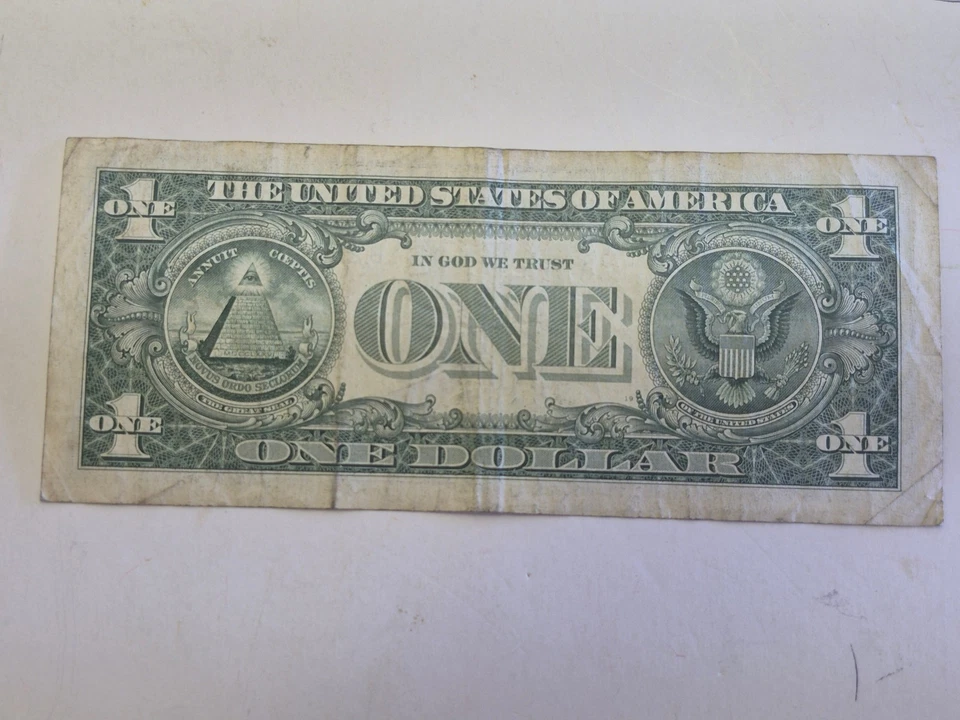 1
ONE
THE UNITED STATES OF AMERICA
1
ONE
ANNUIT CŒPTIS
IN GOD WE TRUST
ONE
NOVUS ORDO SECLORUM
THE GREAT SEAL
OF THE UNITED STATES
1
ONE
ONE DOLLAR
1
ONE